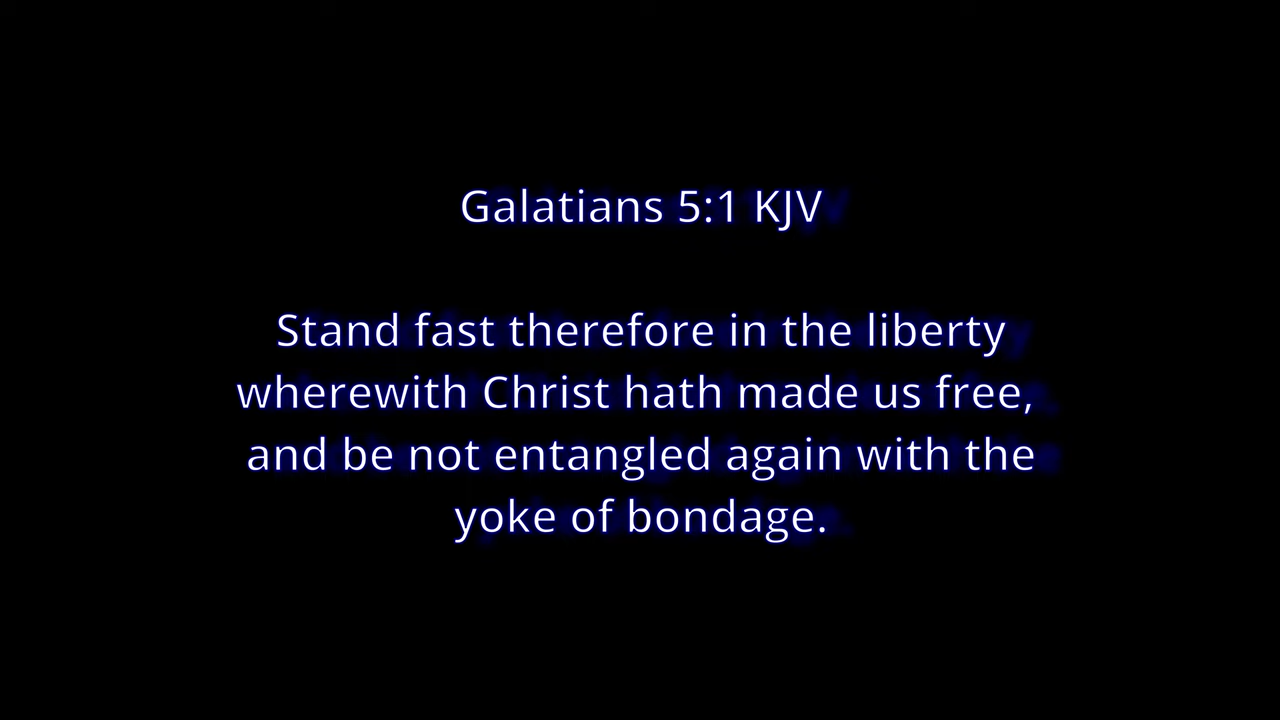 Galatians 5:1 KJV
Stand fast therefore in the liberty
wherewith Christ hath made us free,
and be not entangled again with the
yoke of bondage.